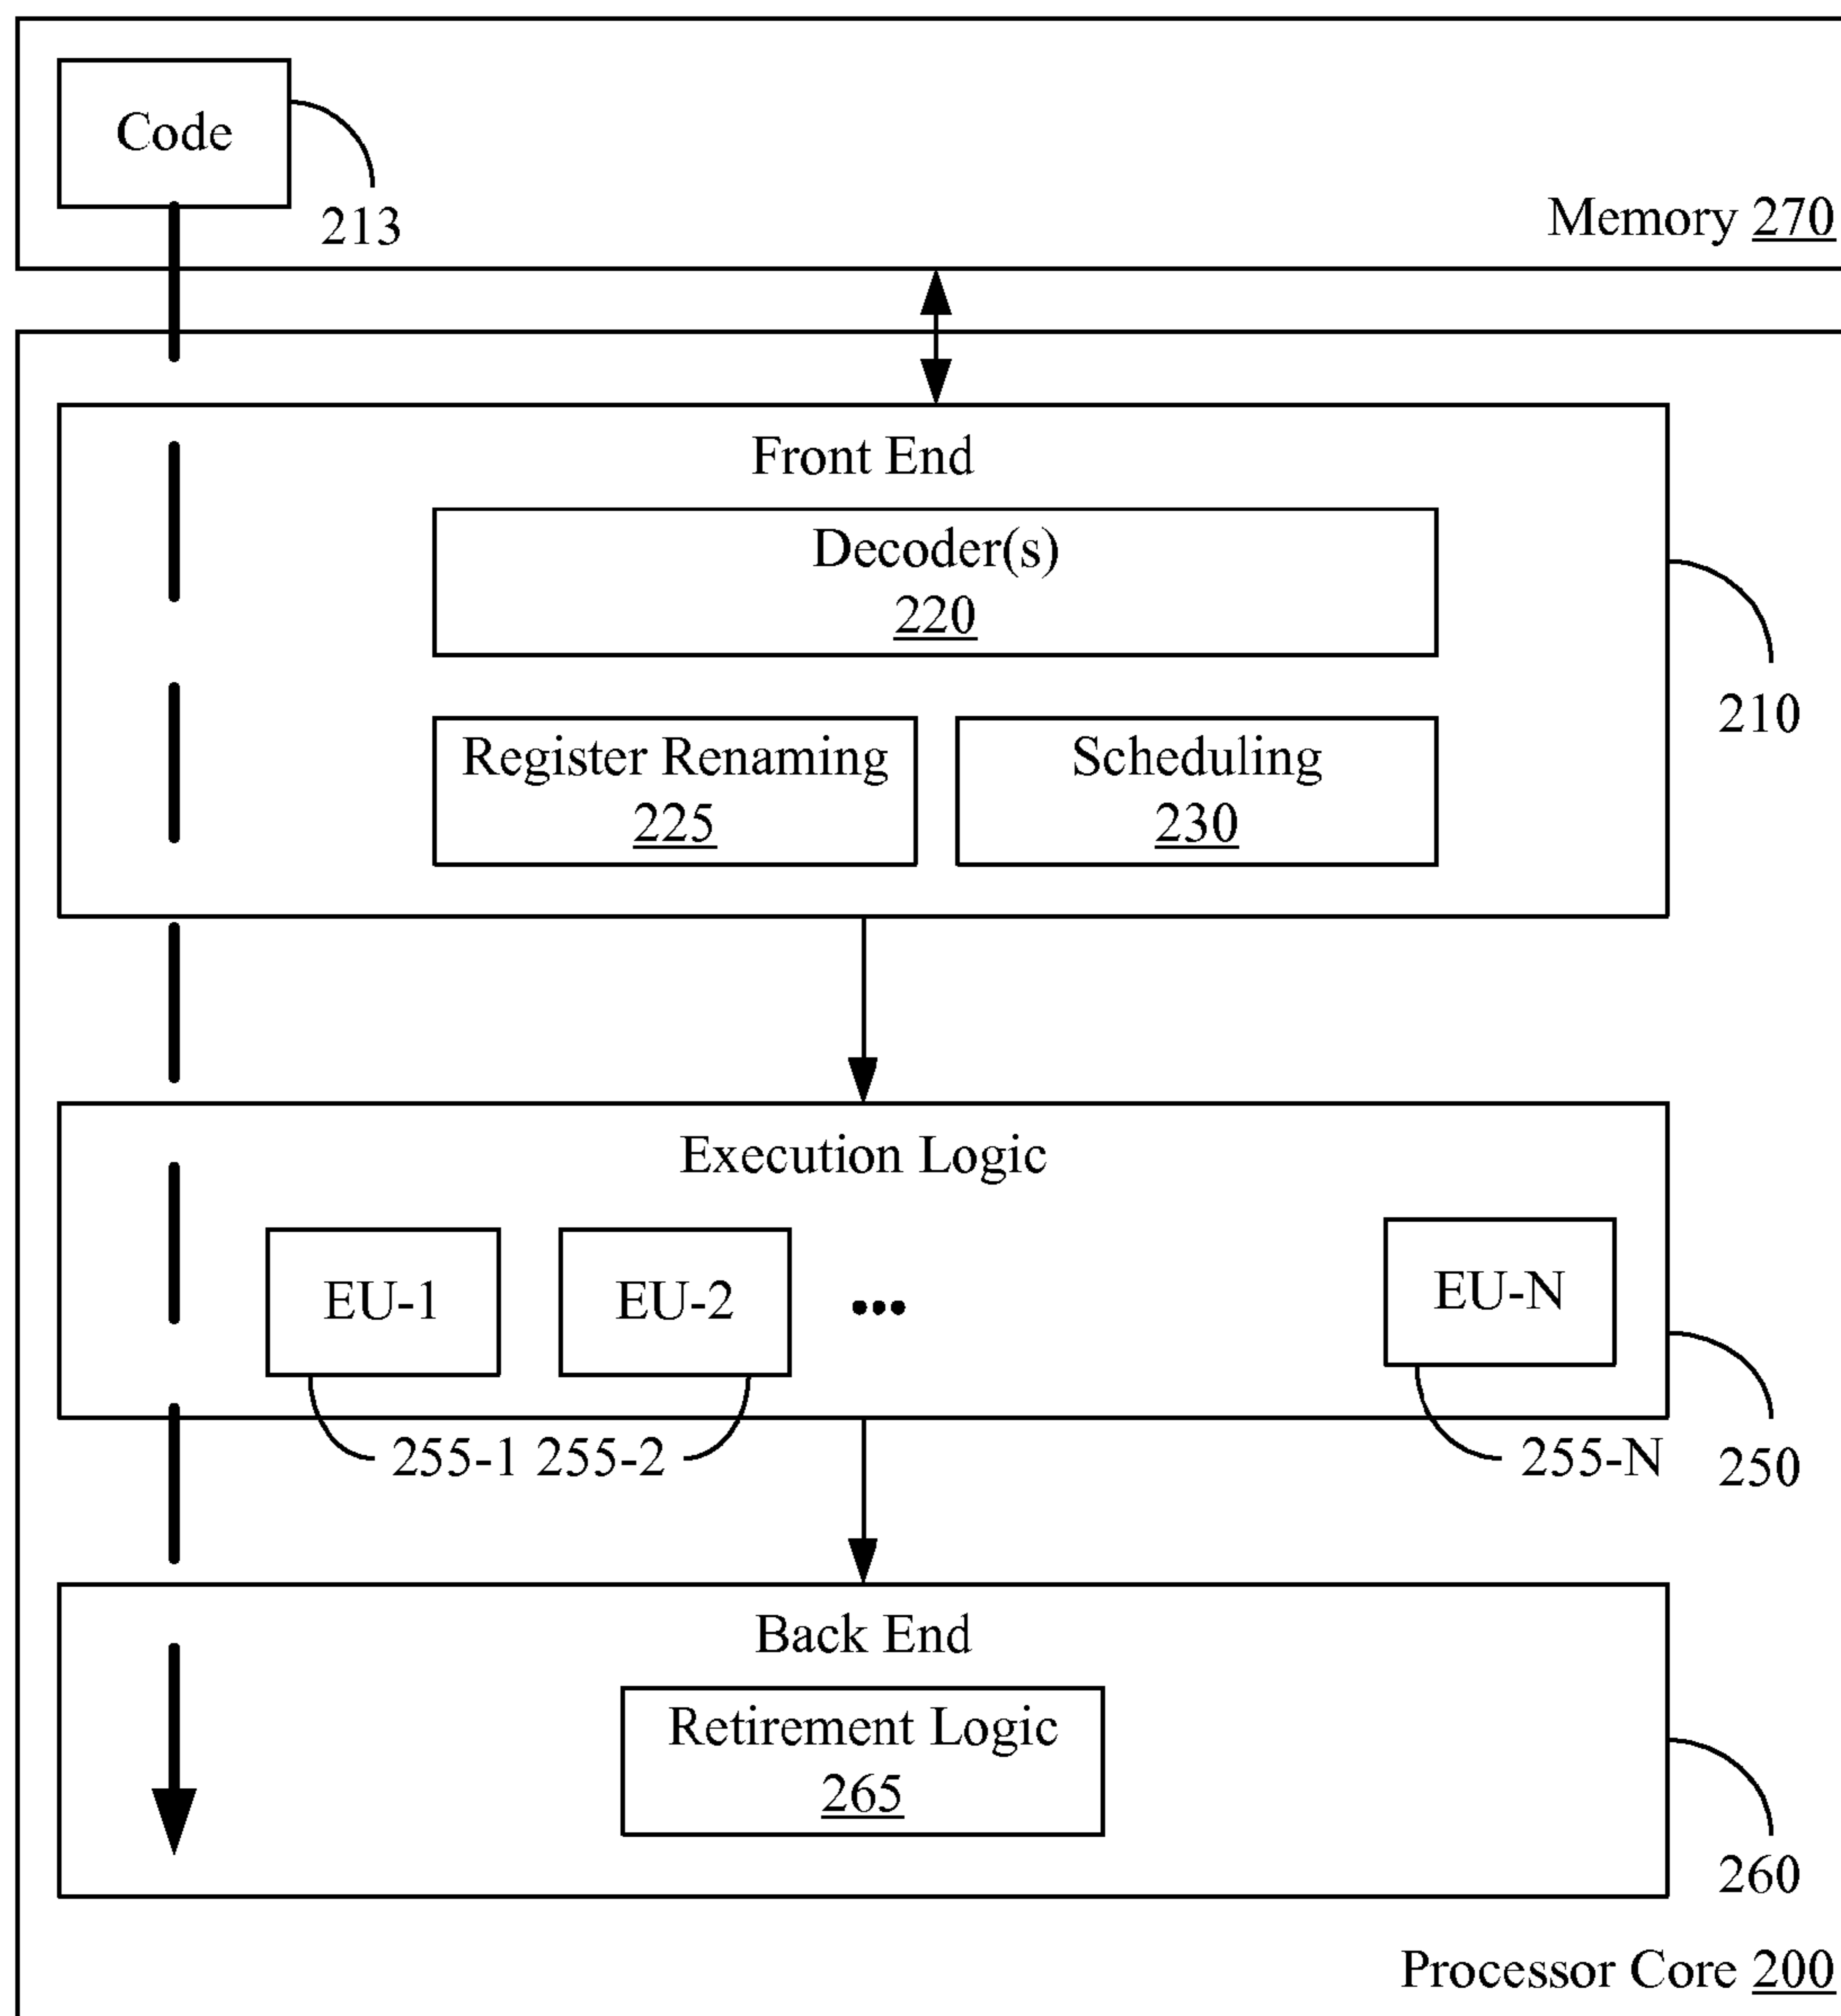 Code
213
Memory 270
Front End
Decoder(s)
220
210
Register Renaming
225
Scheduling
230
Execution Logic
EU-1
EU-2
•••
EU-N
255-1 255-2
255-N
250
Back End
Retirement Logic
265
260
Processor Core 200